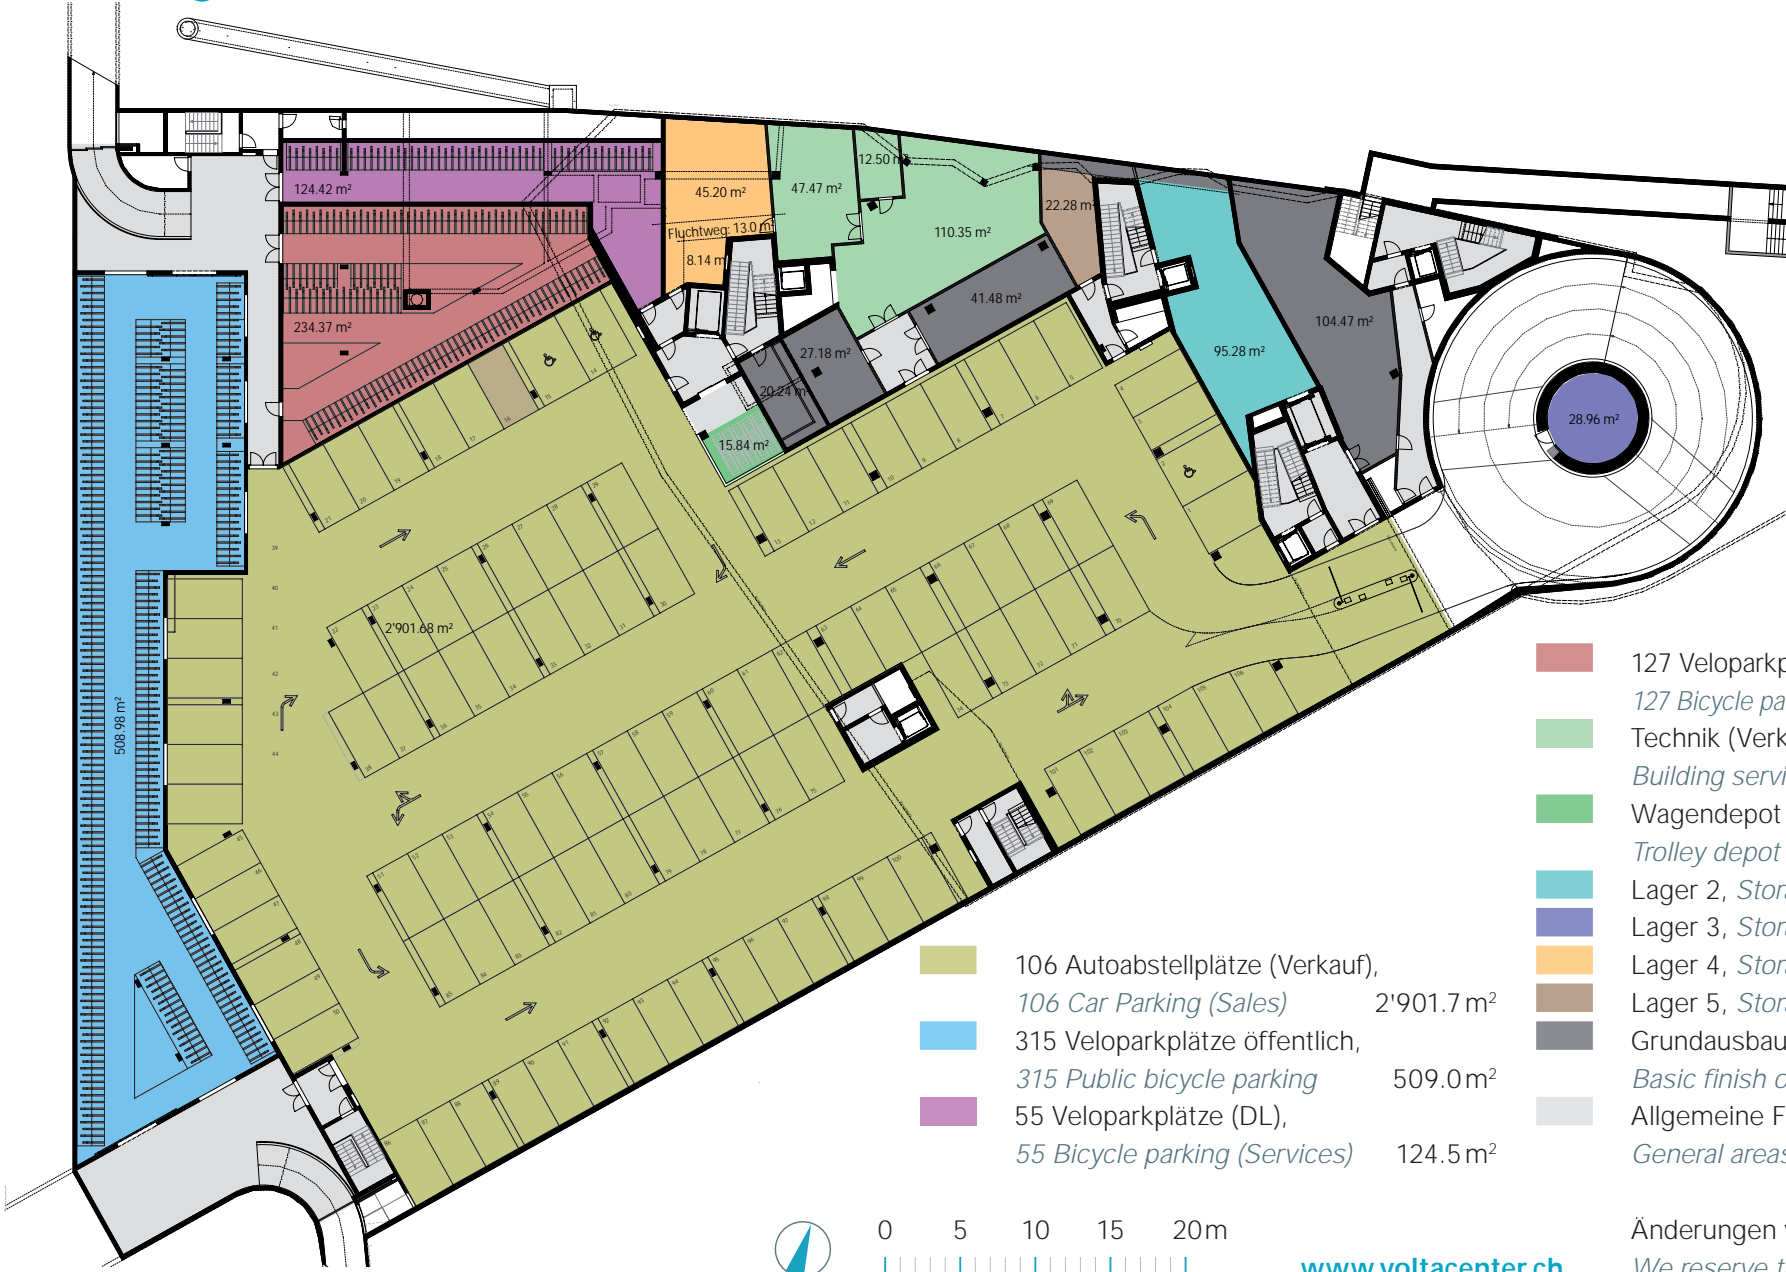 124.42 m²
45.20 m²
47.47 m²
12.50 m²
110.35 m²
22.28 m²
Fluchtweg: 13.0 m²
8.14 m²
234.37 m²
41.48 m²
27.18 m²
20.24 m²
15.84 m²
95.28 m²
104.47 m²
28.96 m²
2'901.68 m²
508.98 m²
106 Autoabstellplätze (Verkauf),
106 Car Parking (Sales) 2'901.7 m²
315 Veloparkplätze öffentlich,
315 Public bicycle parking 509.0 m²
55 Veloparkplätze (DL),
55 Bicycle parking (Services) 124.5 m²
127 Velopark
127 Bicycle pa
Technik (Verk
Building servi
Wagendepot
Trolley depot
Lager 2, Stor
Lager 3, Stor
Lager 4, Stor
Lager 5, Stor
Grundausbau
Basic finish o
Allgemeine F
General areas
0 5 10 15 20 m
www.voltacenter.ch
Änderungen v
We reserve t